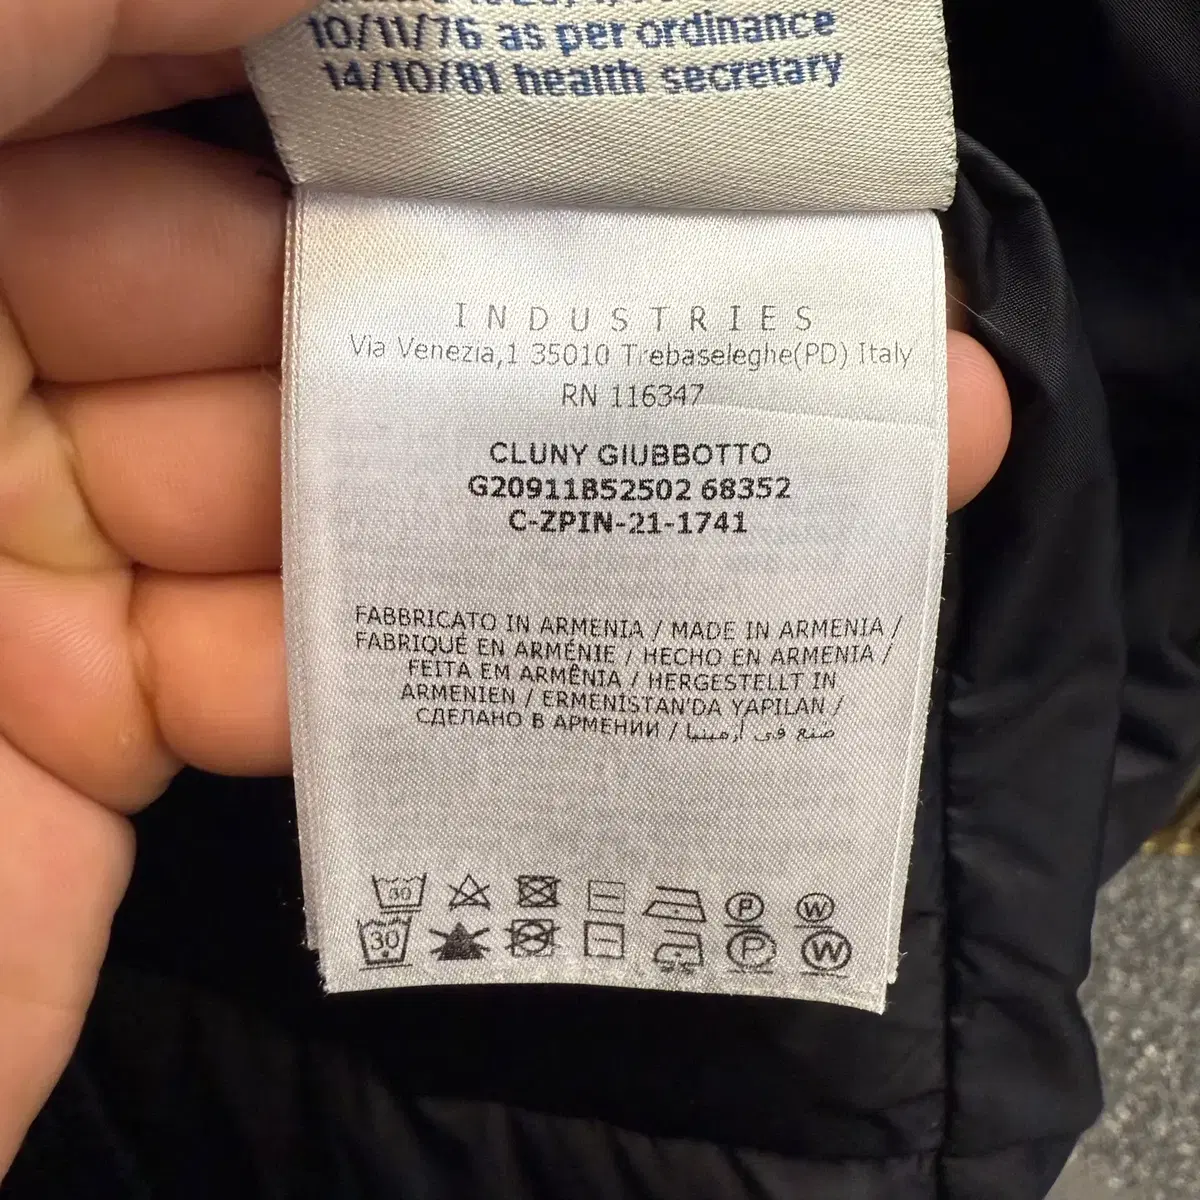 10/11/76 as per ordinance
14/10/81 health secretary
INDUSTRIES
Via Venezia,1 35010 Trebaseleghe(PD) Italy
RN 116347
CLUNY GIUBBOTTO
G20911B52502 68352
C-ZPIN-21-1741
FABBRICATO IN ARMENIA / MADE IN ARMENIA /
FABRIQUÉ EN ARMÉNIE / HECHO EN ARMENIA /
FEITA EM ARMÊNIA / HERGESTELLT IN
ARMENIEN / ERMENİSTAN'DA YAPILAN /
СДЕЛАНО В АРМЕНИИ / صنع في أرمينيا
30 P W
30 P W